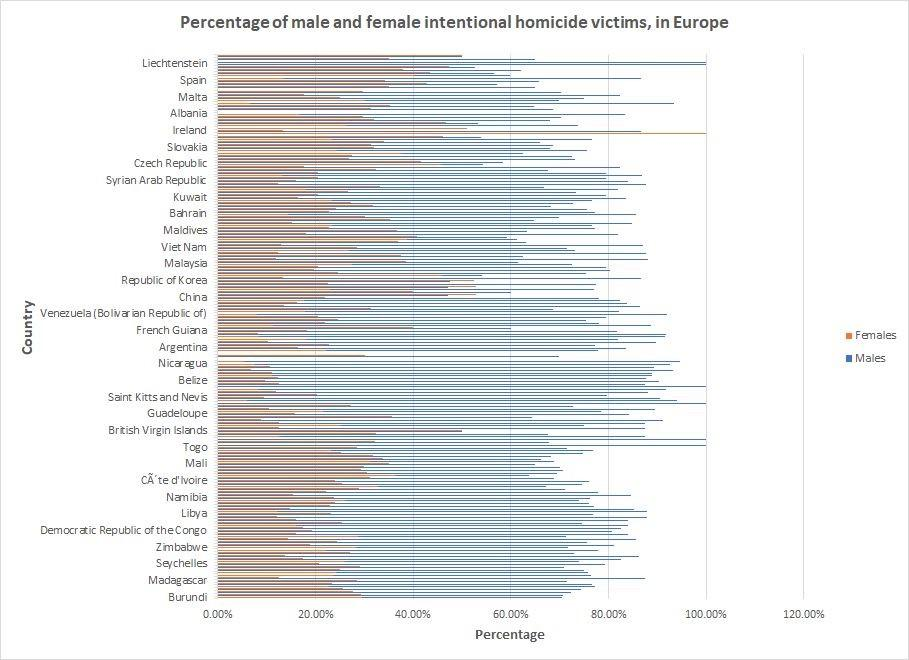 Percentage of male and female intentional homicide victims, in Europe
Liechtenstein
Spain
Malta
Albania
Ireland
Slovakia
Czech Republic
Syrian Arab Republic
Kuwait
Bahrain
Maldives
Viet Nam
Malaysia
Republic of Korea
China
Venezuela (Bolivarian Republic of)
French Guiana
Argentina
Nicaragua
Belize
Saint Kitts and Nevis
Guadeloupe
British Virgin Islands
Togo
Mali
CÃ´te d'Ivoire
Namibia
Libya
Democratic Republic of the Congo
Zimbabwe
Seychelles
Madagascar
Burundi
Country
0.00% 20.00% 40.00% 60.00% 80.00% 100.00% 120.00%
Percentage
Females
Males